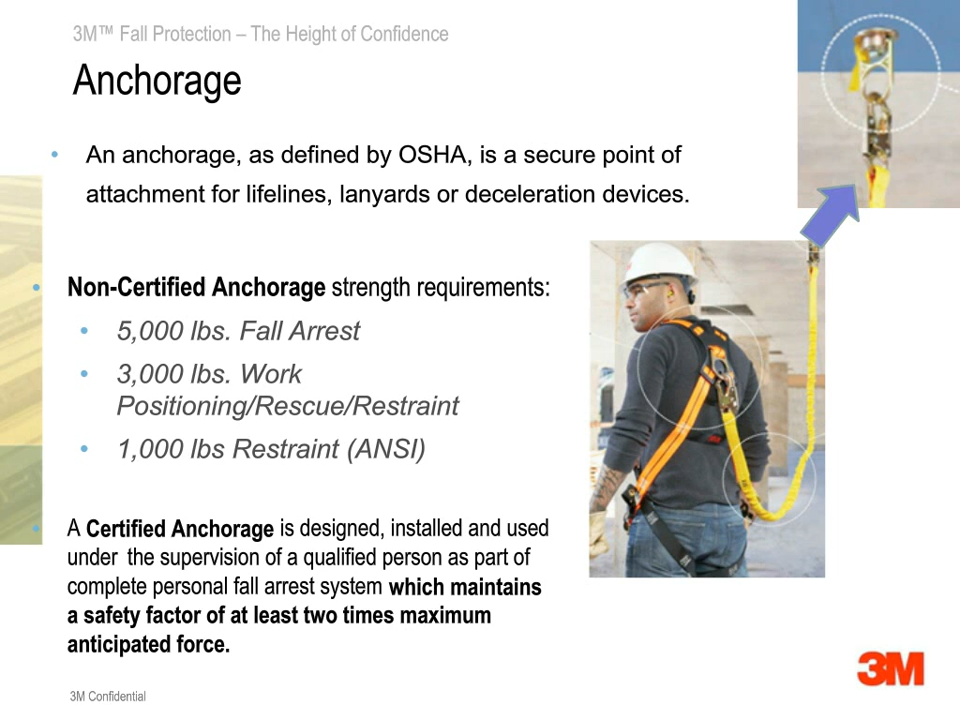 3M™ Fall Protection – The Height of Confidence
Anchorage
• An anchorage, as defined by OSHA, is a secure point of
attachment for lifelines, lanyards or deceleration devices.
• Non-Certified Anchorage strength requirements:
• 5,000 lbs. Fall Arrest
• 3,000 lbs. Work
Positioning/Rescue/Restraint
• 1,000 lbs Restraint (ANSI)
• A Certified Anchorage is designed, installed and used
under the supervision of a qualified person as part of
complete personal fall arrest system which maintains
a safety factor of at least two times maximum
anticipated force.
3M
3M
3M
3M Confidential